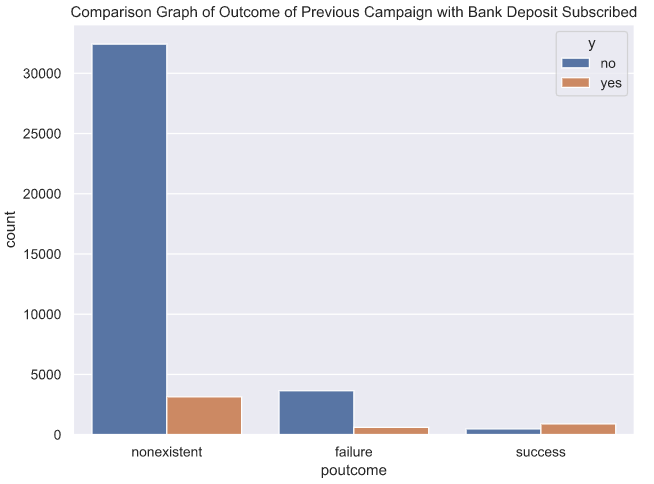 Comparison Graph of Outcome of Previous Campaign with Bank Deposit Subscribed
y
no
yes
30000
25000
20000
15000
10000
5000
0
count
nonexistent
failure
success
poutcome